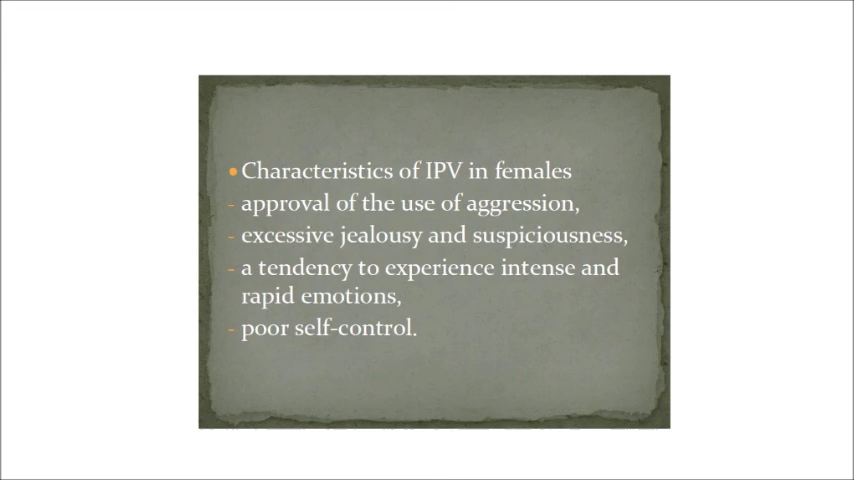 • Characteristics of IPV in females
- approval of the use of aggression,
- excessive jealousy and suspiciousness,
- a tendency to experience intense and
rapid emotions,
- poor self-control.